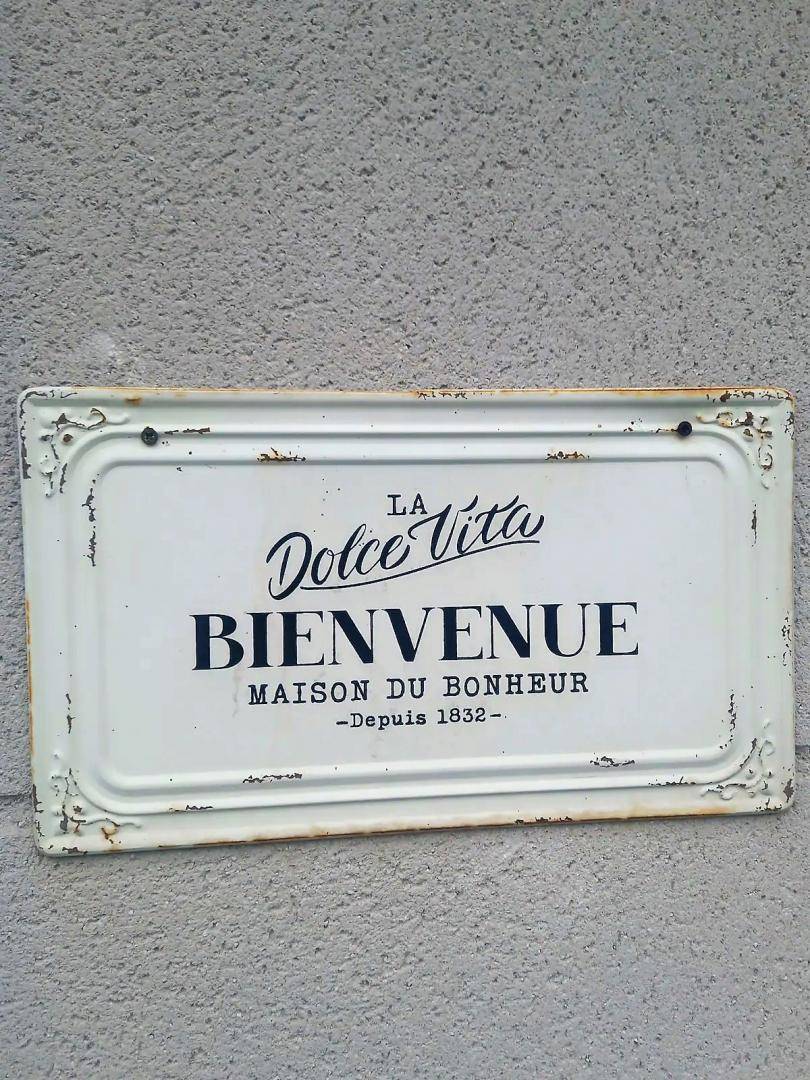 LA
Dolce Vita
BIENVENUE
MAISON DU BONHEUR
-Depuis 1832-